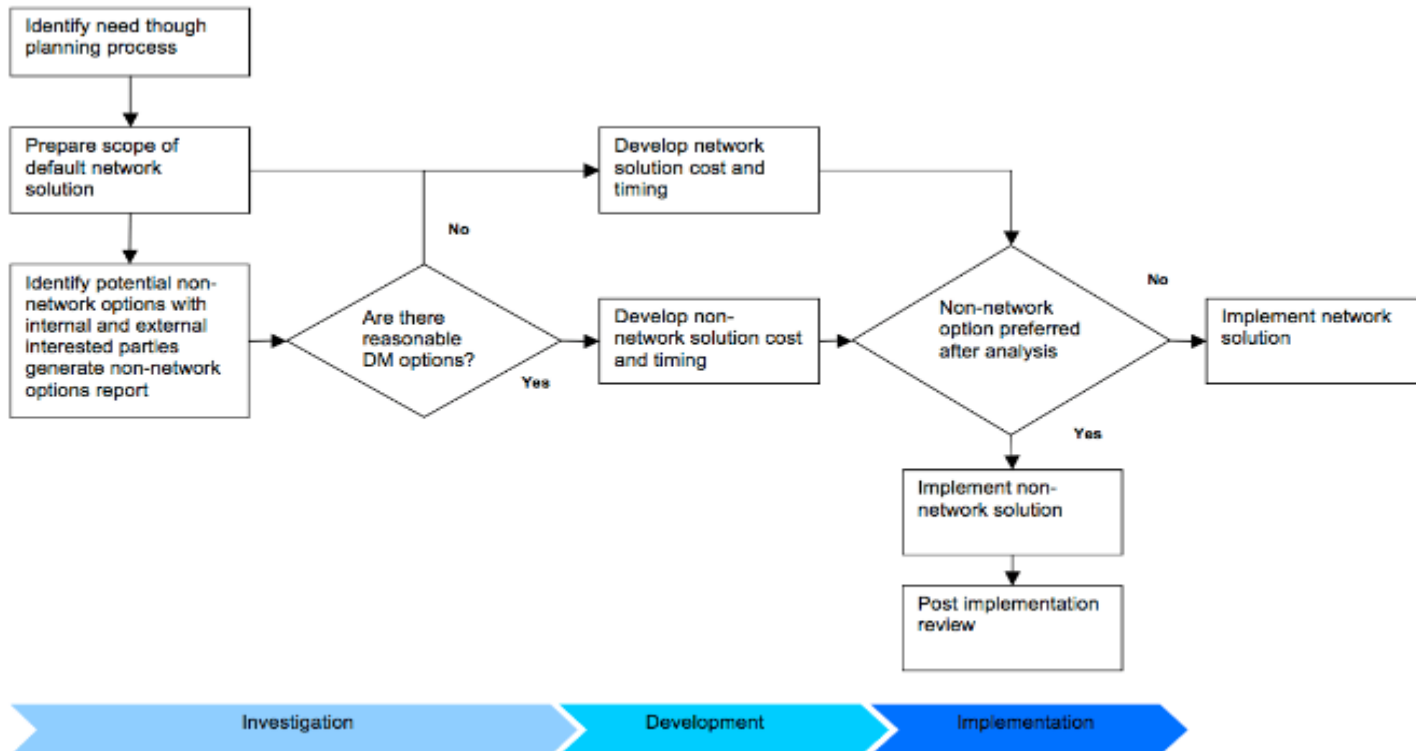 Identify need though
planning process
Prepare scope of
default network
solution
Develop network
solution cost and
timing
No
Identify potential non-
network options with
internal and external
interested parties
generate non-network
options report
Are there
reasonable
DM options?
Yes
Develop non-
network solution cost
and timing
Non-network
option preferred
after analysis
No
Implement network
solution
Yes
Implement non-
network solution
Post implementation
review
Investigation
Development
Implementation